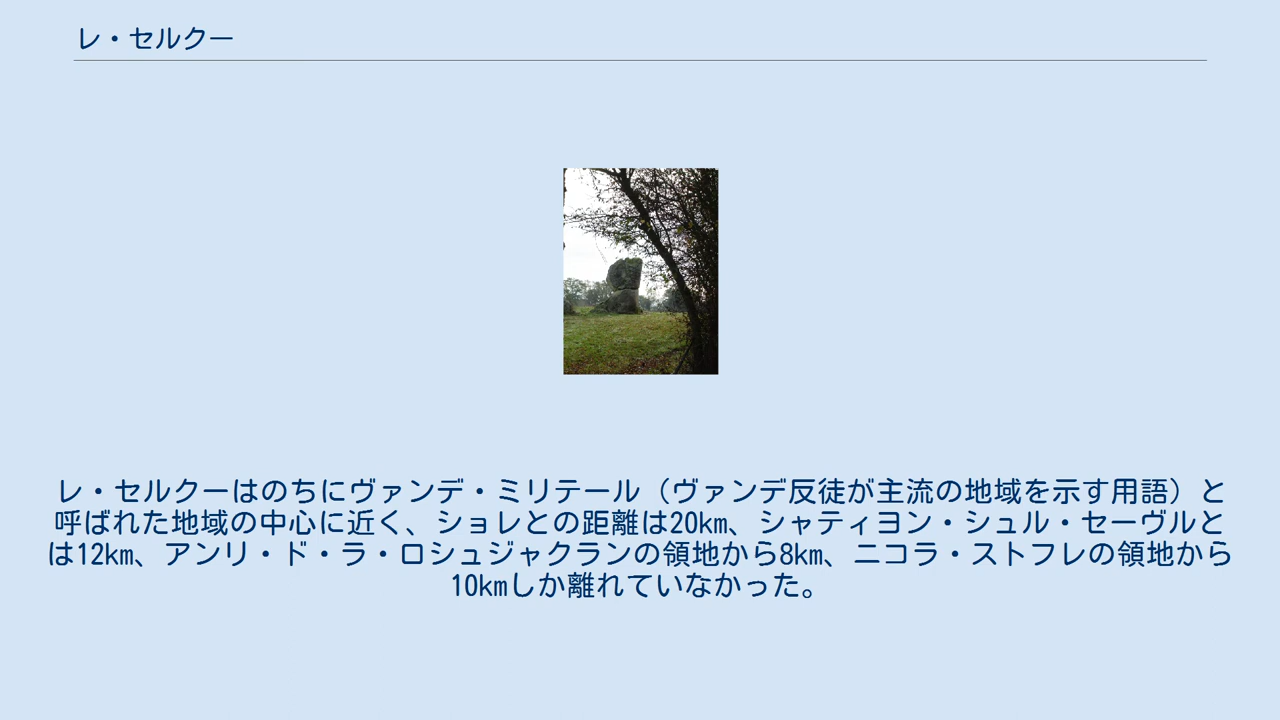 レ・セルクー
レ・セルクーはのちにヴァンデ・ミリテール（ヴァンデ反徒が主流の地域を示す用語）と
呼ばれた地域の中心に近く、ショレとの距離は20km、シャティヨン・シュル・セーヴルと
は12km、アンリ・ド・ラ・ロシュジャクランの領地から8km、ニコラ・ストフレの領地から
10kmしか離れていなかった。